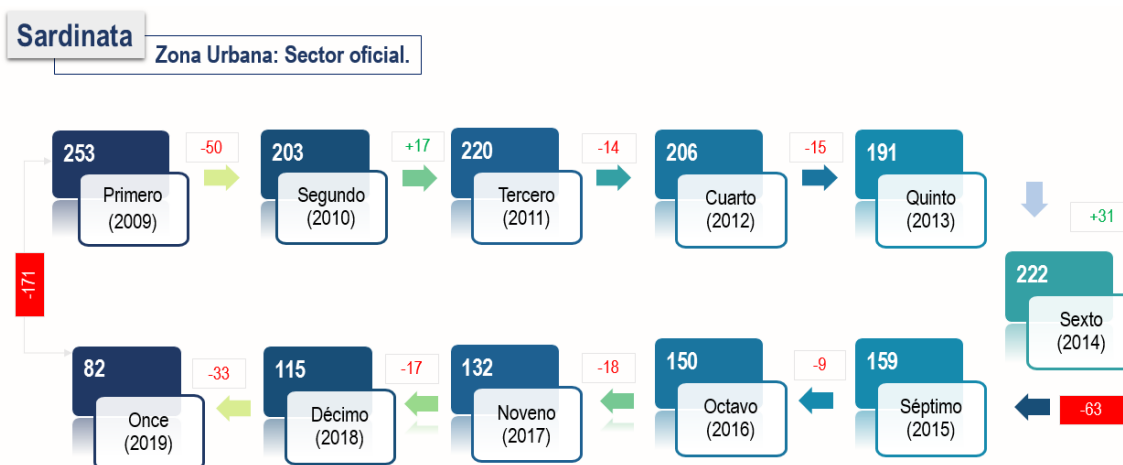 Sardinata
Zona Urbana: Sector oficial.
253
Primero
(2009)
-50
203
Segundo
(2010)
+17
220
Tercero
(2011)
-14
206
Cuarto
(2012)
-15
191
Quinto
(2013)
+31
222
Sexto
(2014)
-63
159
Séptimo
(2015)
-9
150
Octavo
(2016)
-18
132
Noveno
(2017)
-17
115
Décimo
(2018)
-33
82
Once
(2019)
-171